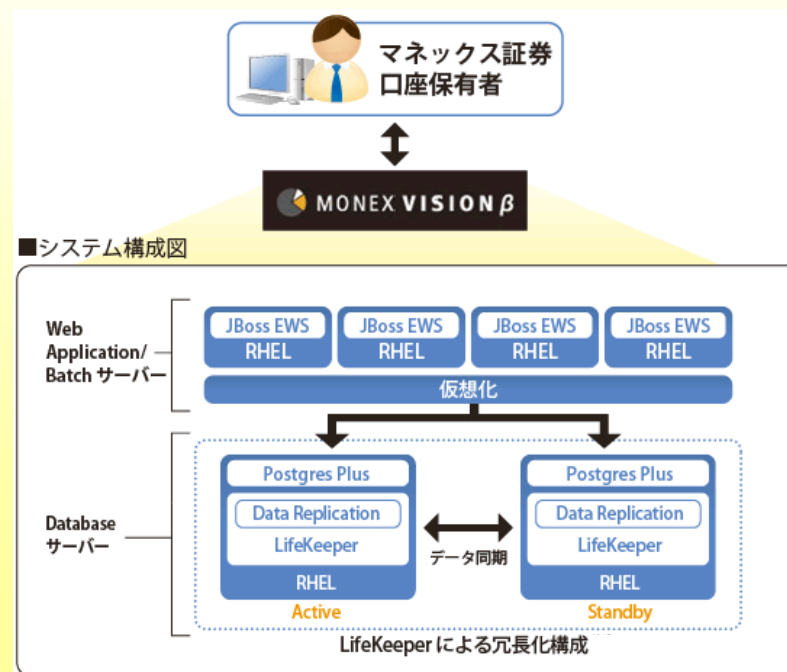 マネックス証券
口座保有者
MONEX VISION β
■システム構成図
Web
Application/
Batch サーバー
JBoss EWS
RHEL
JBoss EWS
RHEL
JBoss EWS
RHEL
JBoss EWS
RHEL
仮想化
Database
サーバー
Postgres Plus
Data Replication
LifeKeeper
RHEL
Active
データ同期
Postgres Plus
Data Replication
LifeKeeper
RHEL
Standby
LifeKeeperによる冗長化構成